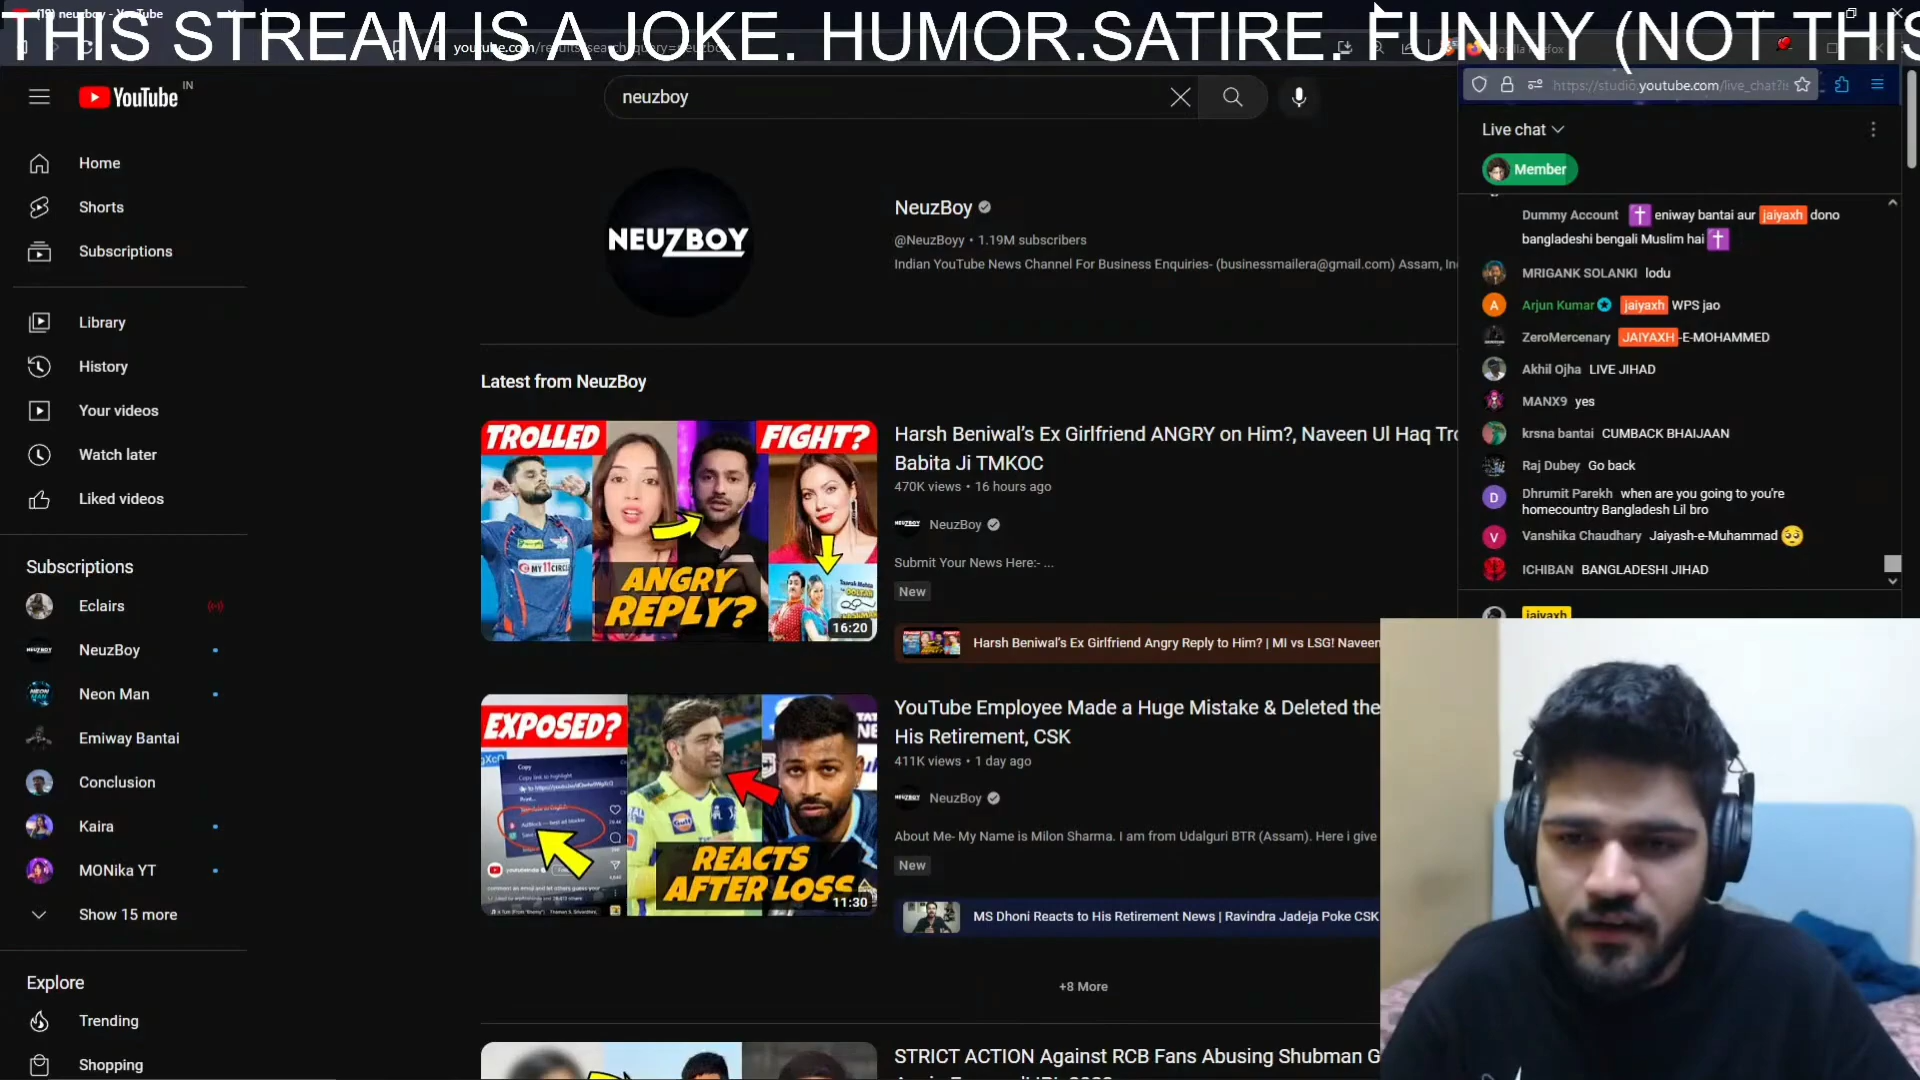 THIS STREAM IS A JOKE. HUMOR.SATIRE. FUNNY (NOT THIS
YouTube IN
neuzboy
Home
Shorts
Subscriptions
Library
History
Your videos
Watch later
Liked videos
Subscriptions
Eclairs
NeuzBoy
Neon Man
Emiway Bantai
Conclusion
Kaira
MONika YT
Show 15 more
Explore
Trending
Shopping
NEUZBOY
NeuzBoy
@NeuzBoyy • 1.19M subscribers
Indian YouTube News Channel For Business Enquiries- (businessmailera@gmail.com) Assam, In
Latest from NeuzBoy
TROLLED
FIGHT?
MY11CIRCLE
ANGRY
REPLY?
16:20
Harsh Beniwal's Ex Girlfriend ANGRY on Him?, Naveen Ul Haq Tro
Babita Ji TMKOC
470K views • 16 hours ago
NeuzBoy
Submit Your News Here:- ...
New
Harsh Beniwal's Ex Girlfriend Angry Reply to Him? | MI vs LSG! Naveen
EXPOSED?
Copy
Gulf
REACTS
AFTER LOSS
11:30
YouTube Employee Made a Huge Mistake & Deleted the
His Retirement, CSK
411K views • 1 day ago
NeuzBoy
About Me- My Name is Milon Sharma. I am from Udalguri BTR (Assam). Here i give
New
MS Dhoni Reacts to His Retirement News | Ravindra Jadeja Poke CSK
+8 More
STRICT ACTION Against RCB Fans Abusing Shubman G
https://studio.youtube.com/live_chat?i
Live chat
Member
Dummy Account eniway bantai aur jaiyaxh dono
bangladeshi bengali Muslim hai
MRIGANK SOLANKI lodu
A Arjun Kumar jaiyaxh WPS jao
ZeroMercenary JAIYAXH-E-MOHAMMED
Akhil Ojha LIVE JIHAD
MANX9 yes
krsna bantai CUMBACK BHAIJAAN
Raj Dubey Go back
D Dhrumit Parekh when are you going to you're
homecountry Bangladesh Lil bro
V Vanshika Chaudhary Jaiyash-e-Muhammad
ICHIBAN BANGLADESHI JIHAD
jaiyaxh